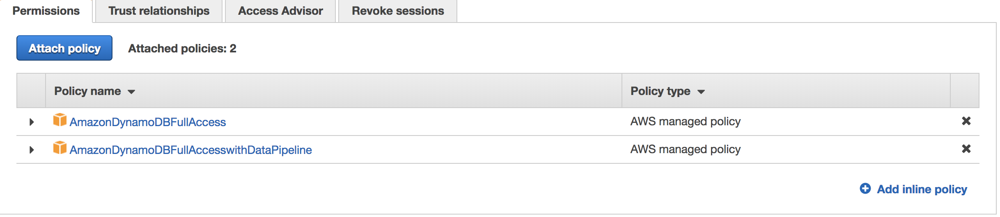 Permissions Trust relationships Access Advisor Revoke sessions
Attach policy Attached policies: 2
Policy name Policy type
AmazonDynamoDBFullAccess AWS managed policy
AmazonDynamoDBFullAccesswithDataPipeline AWS managed policy
Add inline policy